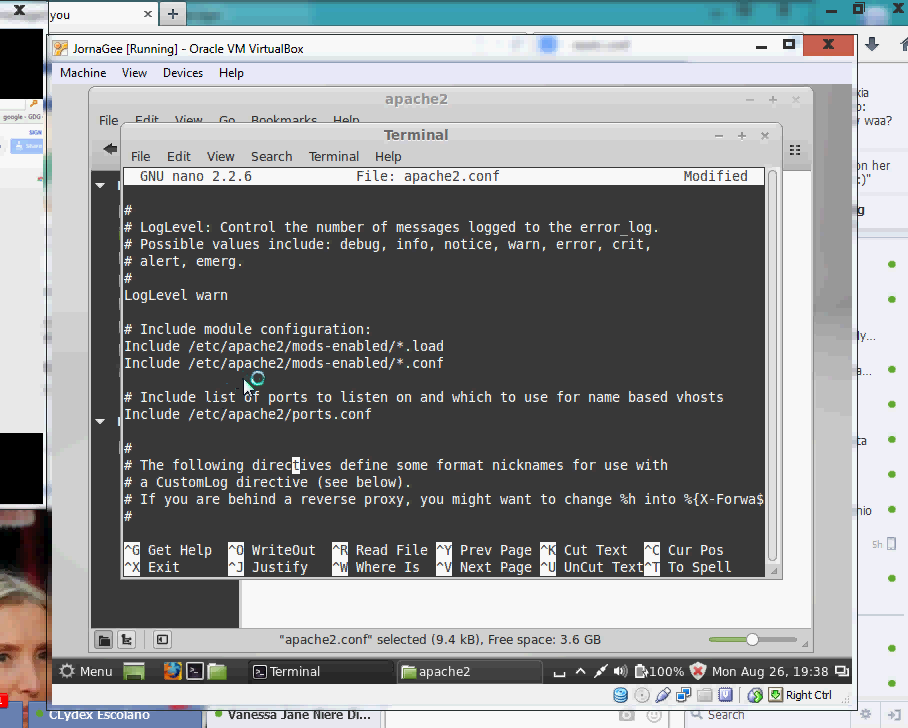 you
JornaGee [Running] - Oracle VM VirtualBox
Machine View Devices Help
google - GDG
SIGN
Share
apache2
File Edit View Go Bookmarks Help
Terminal
File Edit View Search Terminal Help
GNU nano 2.2.6 File: apache2.conf Modified
#
# LogLevel: Control the number of messages logged to the error_log.
# Possible values include: debug, info, notice, warn, error, crit,
# alert, emerg.
#
LogLevel warn
# Include module configuration:
Include /etc/apache2/mods-enabled/*.load
Include /etc/apache2/mods-enabled/*.conf
# Include list of ports to listen on and which to use for name based vhosts
Include /etc/apache2/ports.conf
#
# The following directives define some format nicknames for use with
# a CustomLog directive (see below).
# If you are behind a reverse proxy, you might want to change %h into %{X-Forwa$
#
^G Get Help ^O WriteOut ^R Read File ^Y Prev Page ^K Cut Text ^C Cur Pos
^X Exit ^J Justify ^W Where Is ^V Next Page ^U UnCut Text ^T To Spell
"apache2.conf" selected (9.4 kB), Free space: 3.6 GB
Menu Terminal apache2 100% Mon Aug 26, 19:38
Right Ctrl
waa?
on her
:)"
5h
CLydex Escolano
Vanessa Jane Niere Di...
Search